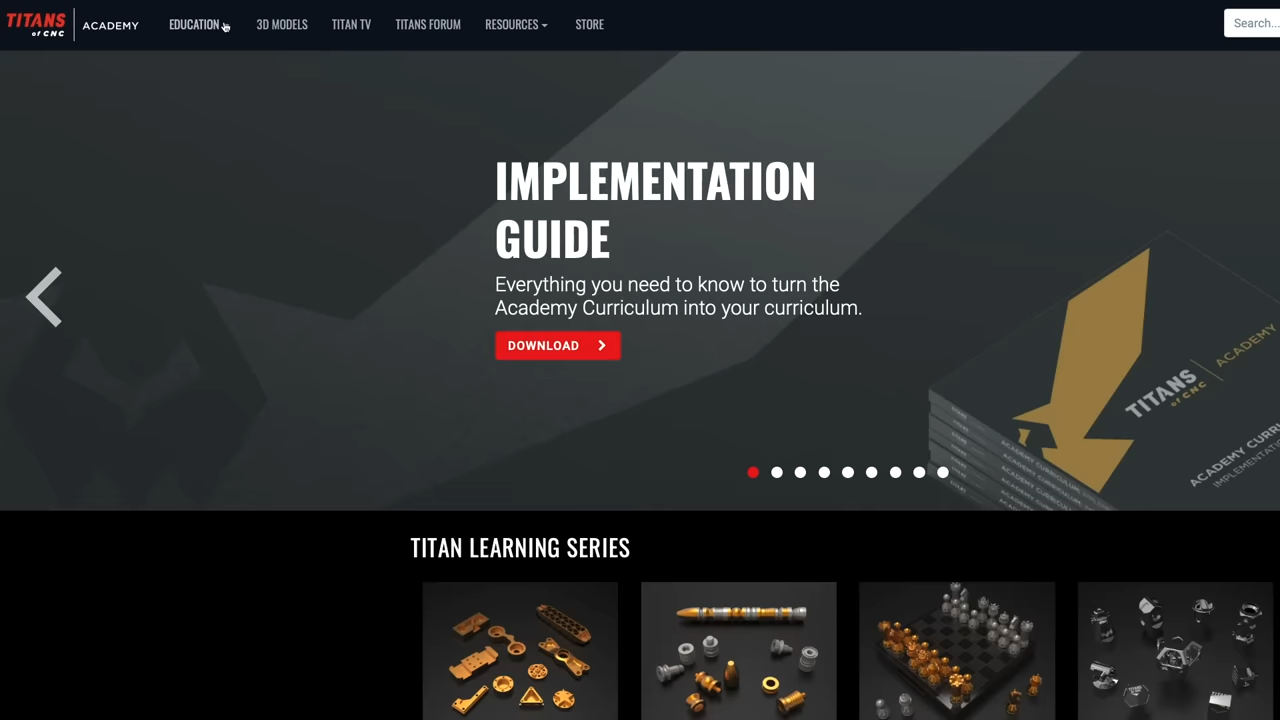 TITANS
of CNC
ACADEMY
EDUCATION
3D MODELS
TITAN TV
TITANS FORUM
RESOURCES
STORE
Search...
IMPLEMENTATION
GUIDE
Everything you need to know to turn the
Academy Curriculum into your curriculum.
DOWNLOAD
TITANS
of CNC
ACADEMY
ACADEMY
TITAN LEARNING SERIES